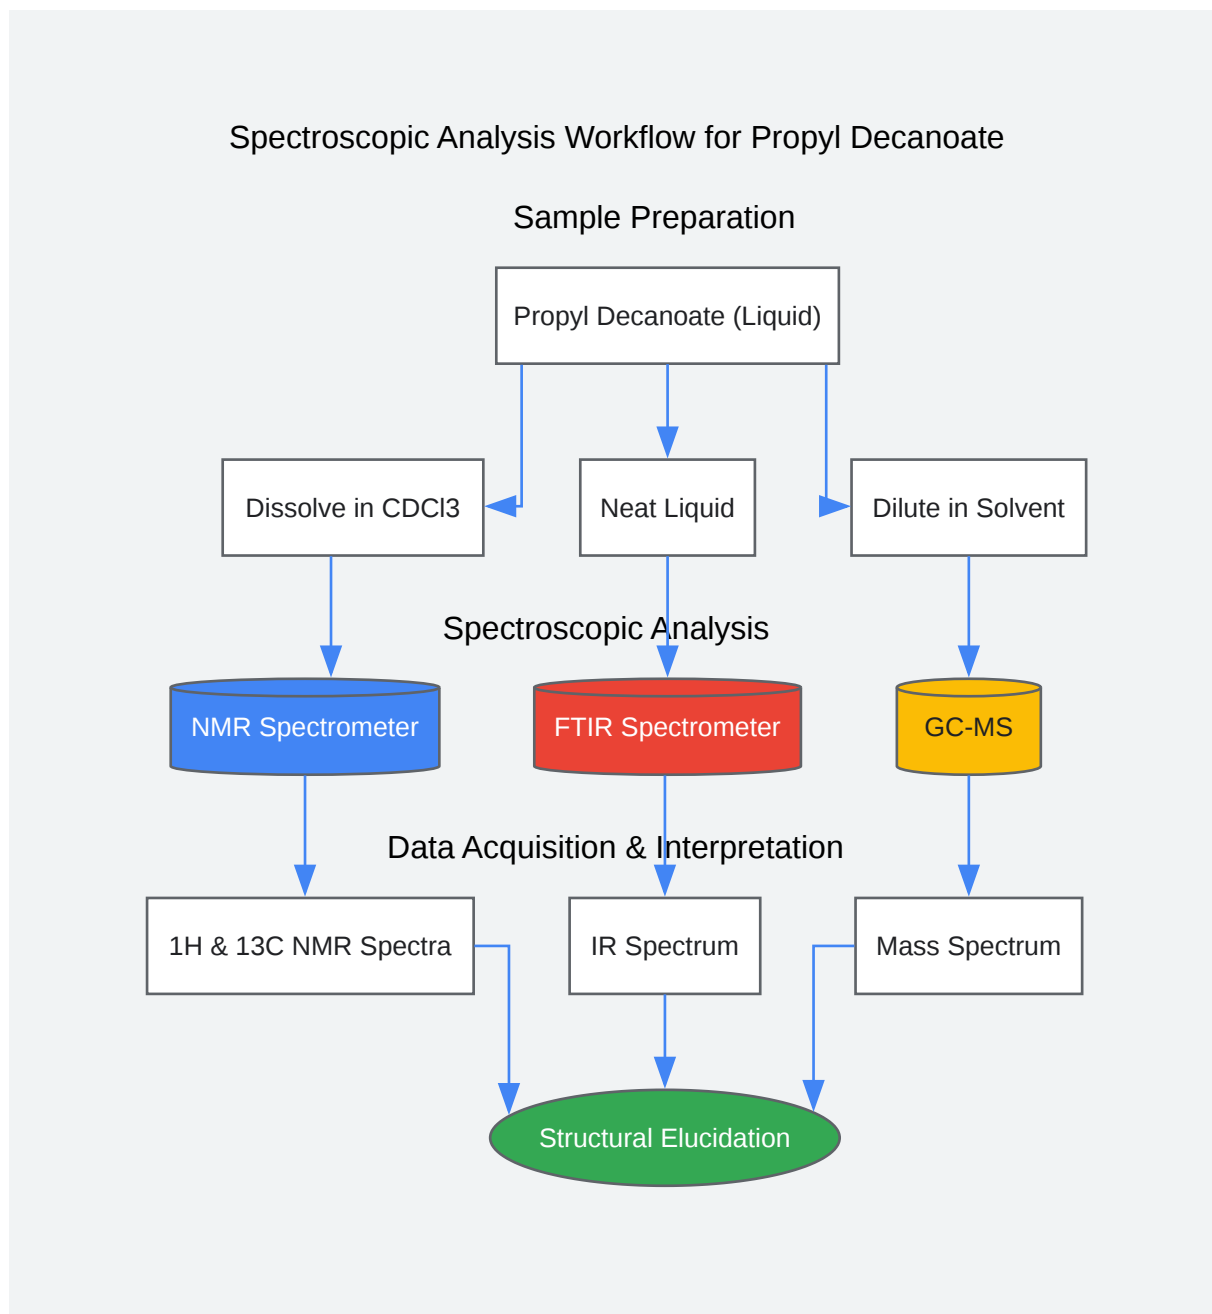 Spectroscopic Analysis Workflow for Propyl Decanoate
Sample Preparation
Propyl Decanoate (Liquid)
Dissolve in CDCl3
Neat Liquid
Dilute in Solvent
Spectroscopic Analysis
NMR Spectrometer
FTIR Spectrometer
GC-MS
Data Acquisition & Interpretation
1H & 13C NMR Spectra
IR Spectrum
Mass Spectrum
Structural Elucidation